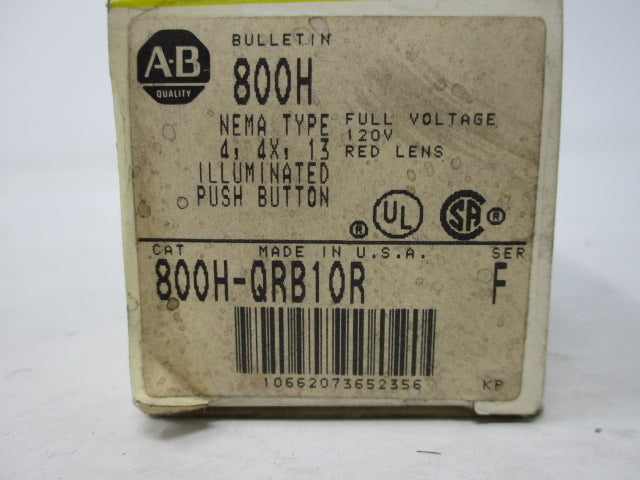 A-B
QUALITY
BULLETIN
800H
NEMA TYPE
4, 4X, 13
ILLUMINATED
PUSH BUTTON
FULL VOLTAGE
120V
RED LENS
® UL SA ®
CAT MADE IN U.S.A. SER
800H-QRB10R F
10662073652356
KP